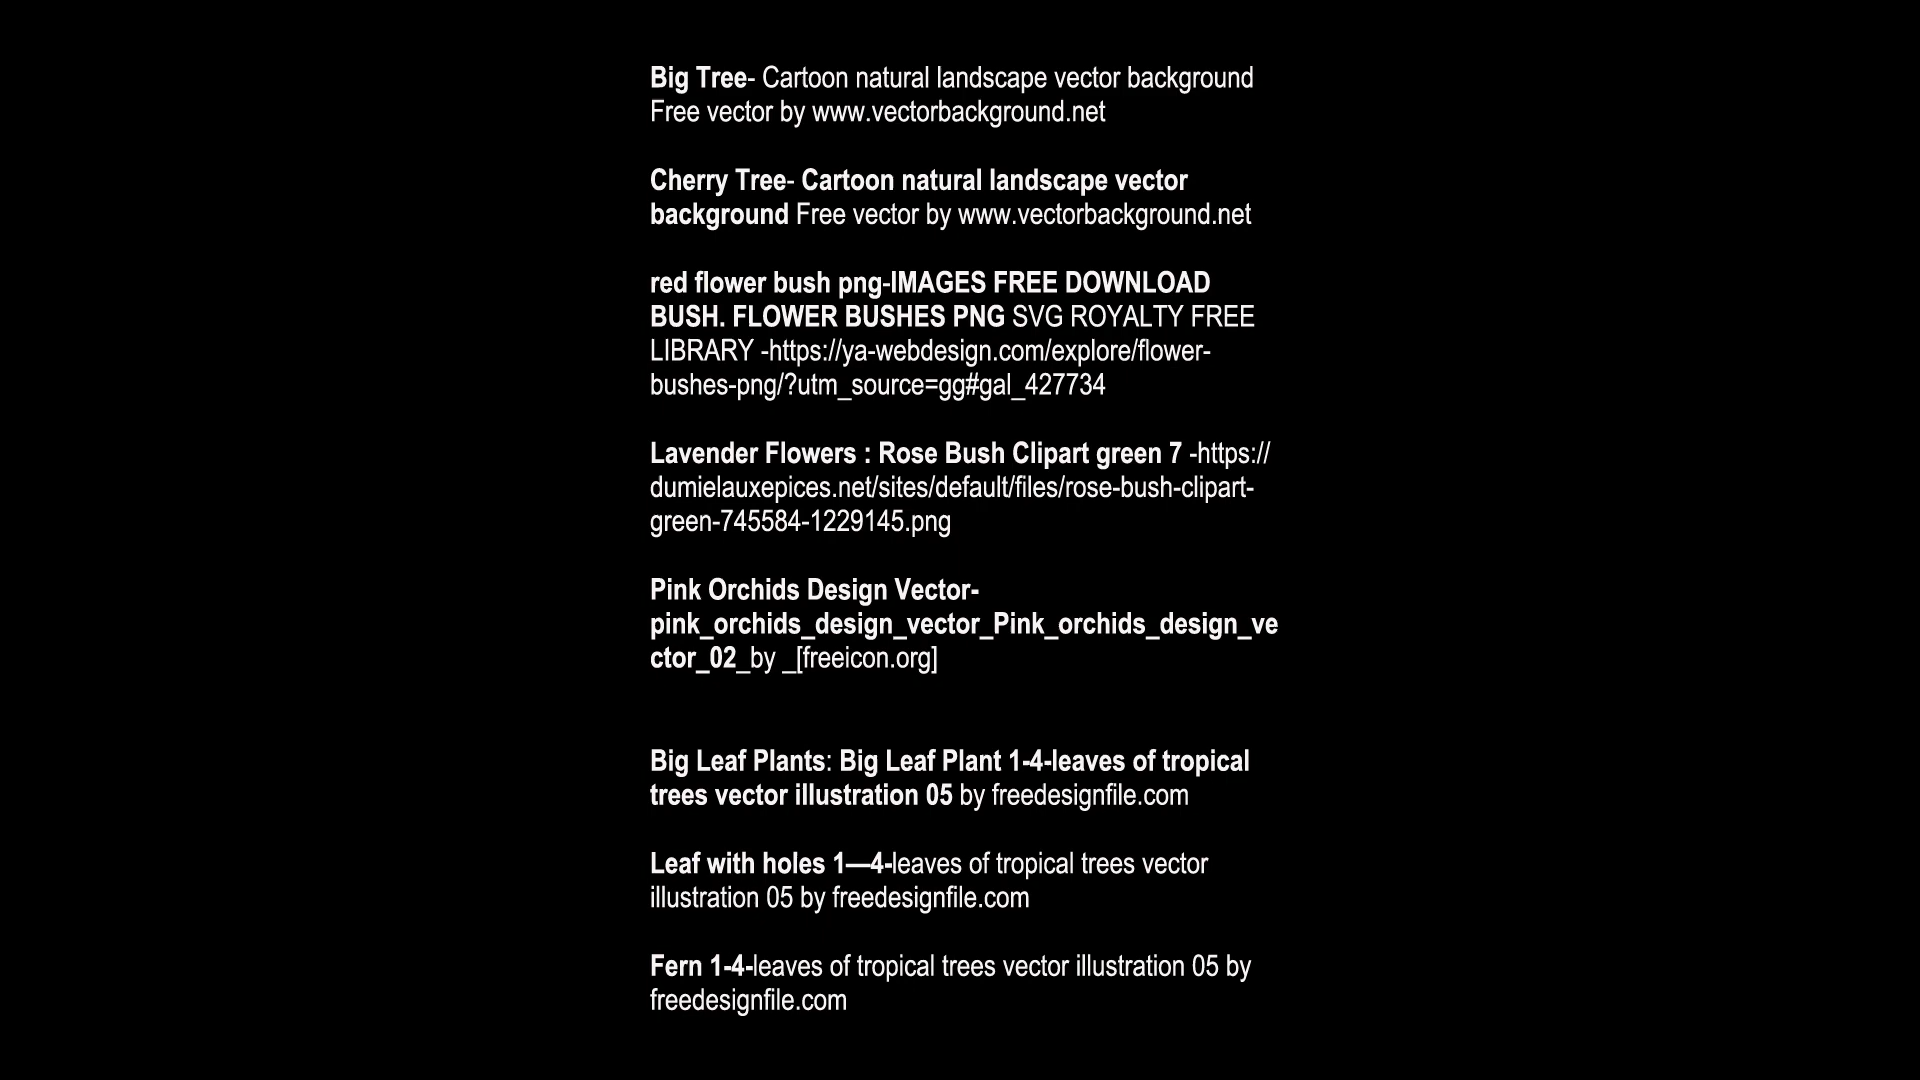 Big Tree- Cartoon natural landscape vector background
Free vector by www.vectorbackground.net
Cherry Tree- Cartoon natural landscape vector
background Free vector by www.vectorbackground.net
red flower bush png-IMAGES FREE DOWNLOAD
BUSH. FLOWER BUSHES PNG SVG ROYALTY FREE
LIBRARY -https://ya-webdesign.com/explore/flower-
bushes-png/?utm_source=gg#gal_427734
Lavender Flowers : Rose Bush Clipart green 7 -https://
dumielauxepices.net/sites/default/files/rose-bush-clipart-
green-745584-1229145.png
Pink Orchids Design Vector-
pink_orchids_design_vector_Pink_orchids_design_ve
ctor_02_by _[freeicon.org]
Big Leaf Plants: Big Leaf Plant 1-4-leaves of tropical
trees vector illustration 05 by freedesignfile.com
Leaf with holes 1—4-leaves of tropical trees vector
illustration 05 by freedesignfile.com
Fern 1-4-leaves of tropical trees vector illustration 05 by
freedesignfile.com